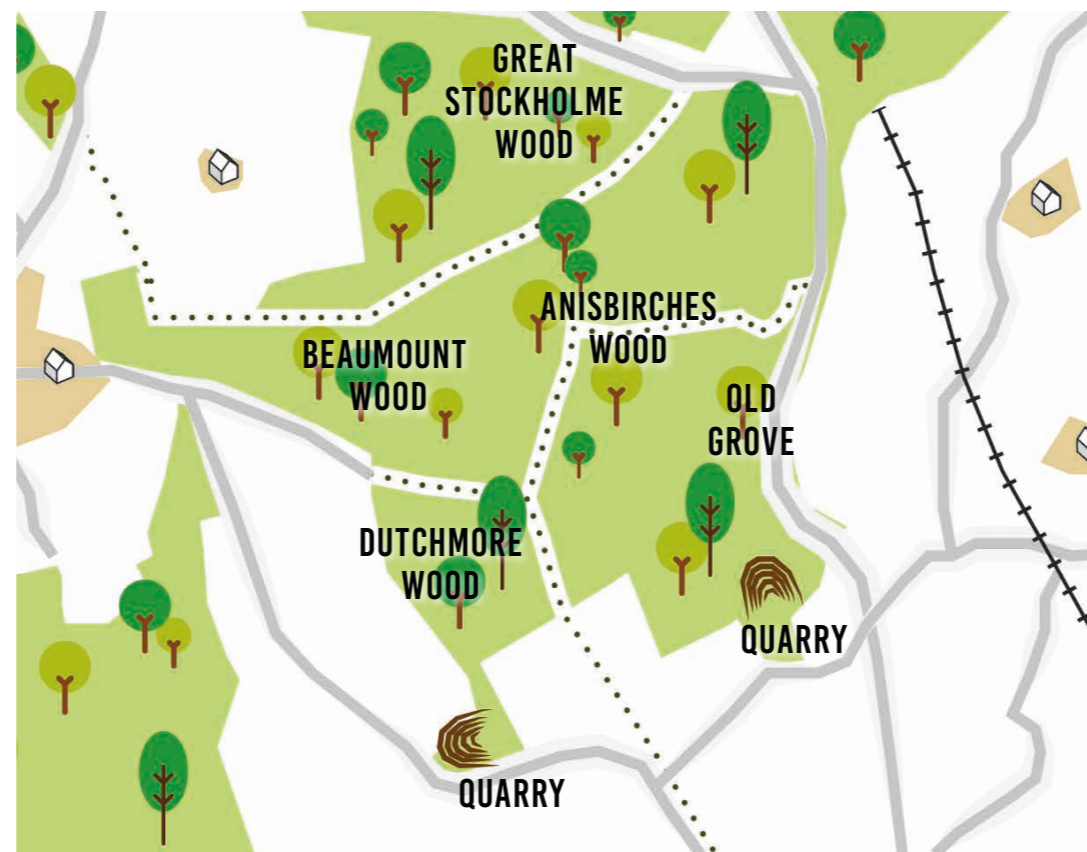 GREAT
STOCKHOLME
WOOD
ANISBIRCHES
WOOD
BEAUMOUNT
WOOD
OLD
GROVE
DUTCHMORE
WOOD
QUARRY
QUARRY